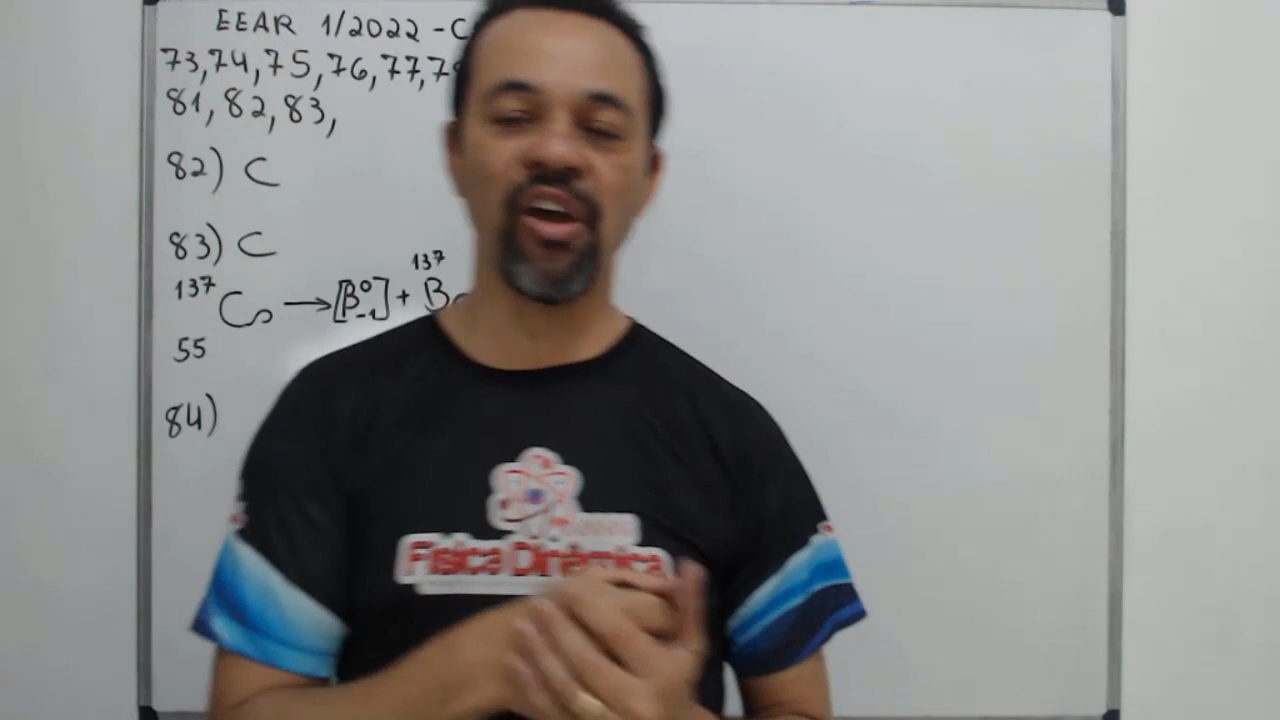 EEAR 1/2022 - C
73, 74, 75, 76, 77, 7
81, 82, 83,
82) C
83) C
137 137
Cs → [β 0 -1] + B
55
84)
Física Dinâmica